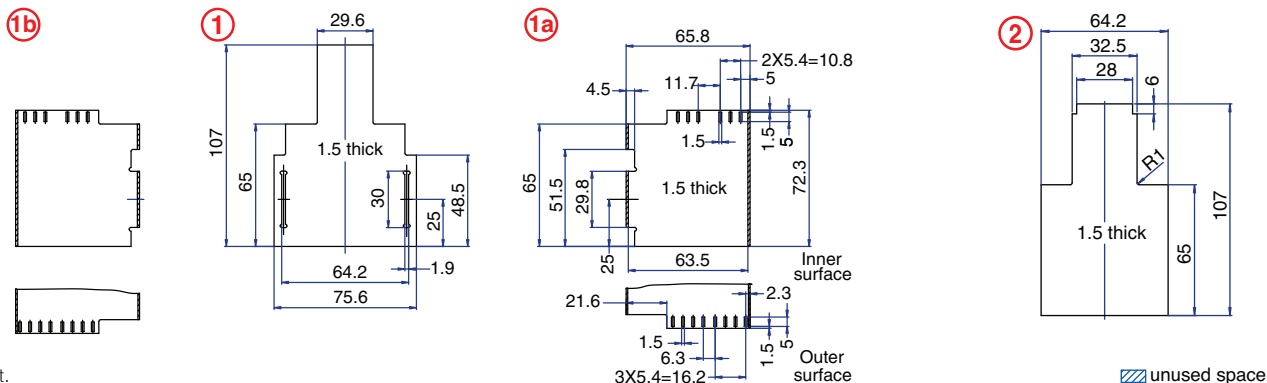 1b
1
29.6
107
65
1.5 thick
30
25
48.5
64.2
1.9
75.6
1a
65.8
2X5.4=10.8
11.7
5
4.5
1.5
1.5
5
65
51.5
29.8
25
1.5 thick
72.3
63.5
Inner
surface
21.6
2.3
1.5
6.3
3X5.4=16.2
1.5
5
Outer
surface
2
64.2
32.5
28
6
R1
1.5 thick
65
107
unused space
t.